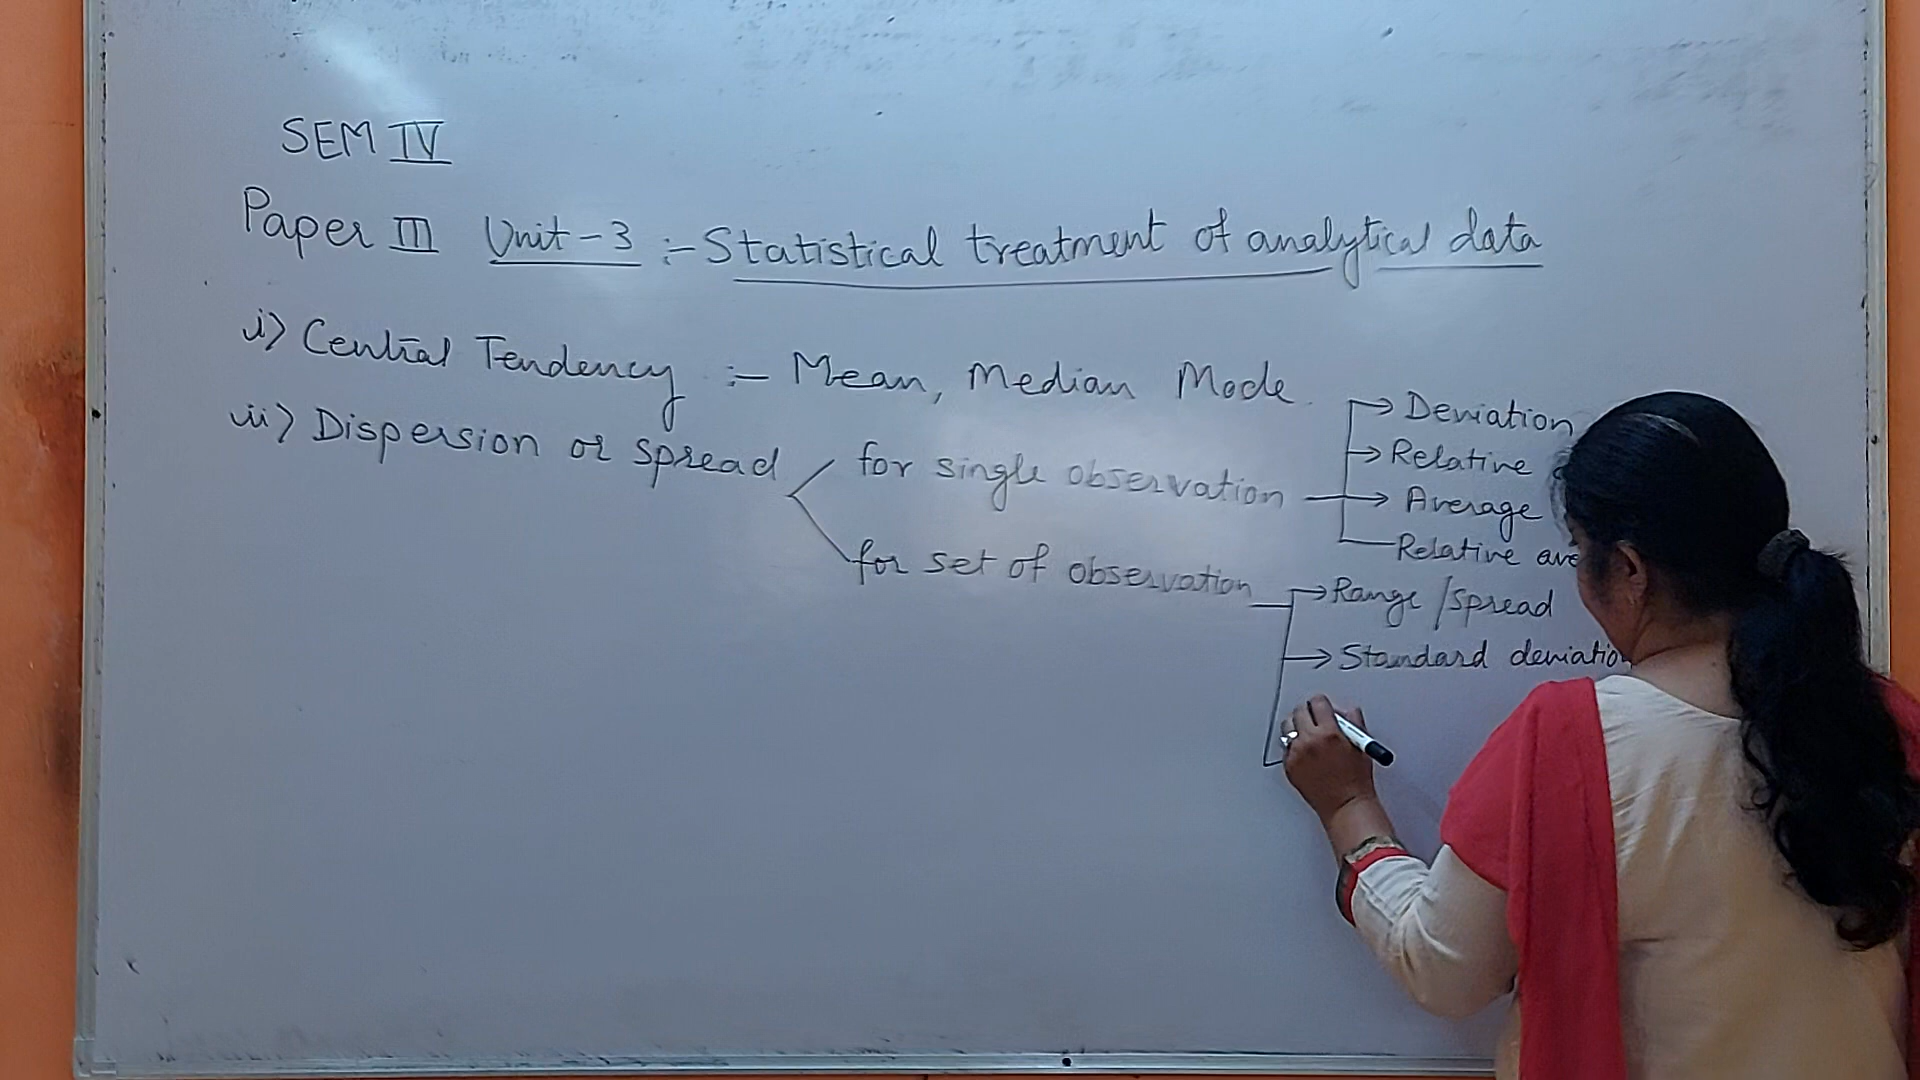 SEM IV
Paper III Unit-3 :- Statistical treatment of analytical data
i) Central Tendency :- Mean, Median Mode
ii) Dispersion or spread
for single observation
Deviation
Relative
Average
Relative
for set of observation
Range / spread
Standard deviation